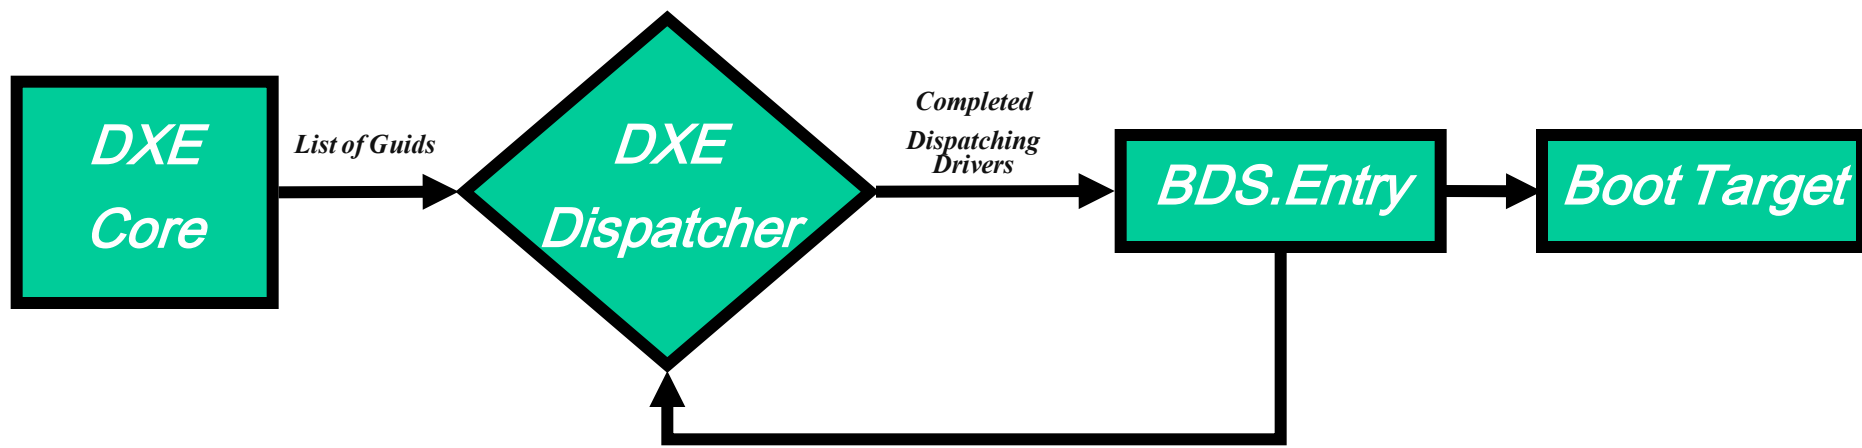 DXE
Core
List of Guids
DXE
Dispatcher
Completed
Dispatching
Drivers
BDS.Entry
Boot Target